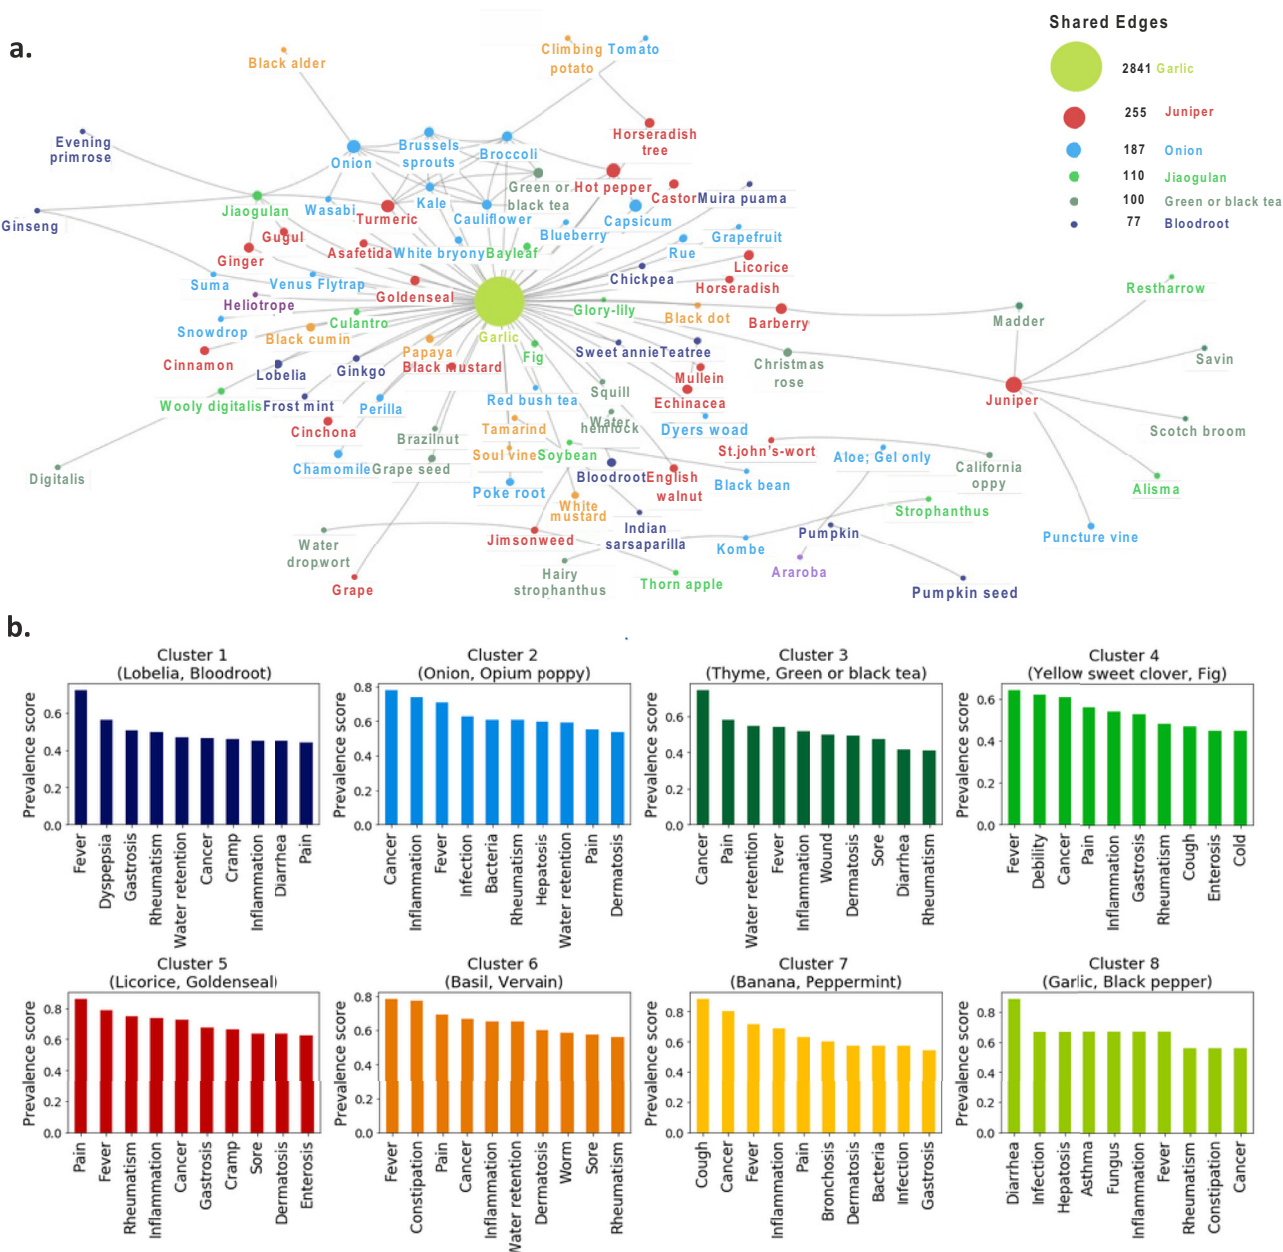 a.
Shared Edges
2841 Garlic
255 Juniper
187 Onion
110 Jiaogulan
100 Green or black tea
77 Bloodroot
Black alder
Climbing
potato
Tomato
Evening
primrose
Onion
Brussels
sprouts
Broccoli
Horseradish
tree
Ginseng
Jiaogulan
Wasabi
Turmeric
Kale
Cauliflower
Green or
black tea
Hot pepper
Castor
Muira puama
Capsicum
Blueberry
Grapefruit
Gugul
Ginger
Asafetida
White bryony
Bayleaf
Rue
Licorice
Suma
Venus Flytrap
Goldenseal
Chickpea
Horseradish
Restharrow
Heliotrope
Snowdrop
Culantro
Black cumin
Garlic
Glory-lily
Black dot
Barberry
Madder
Cinnamon
Lobelia
Ginkgo
Papaya
Black mustard
Fig
Sweet annie
Teatree
Christmas
rose
Savin
Mullein
Juniper
Wooly digitalis
Frost mint
Perilla
Red bush tea
Squill
Echinacea
Cinchona
Brazilnut
Tamarind
Water
hemlock
Dyers woad
Scotch broom
Digitalis
Chamomile
Grape seed
Soul vine
Soybean
St.john's-wort
Aloe; Gel only
California
oppy
Poke root
Bloodroot
English
walnut
Black bean
Alisma
White
mustard
Strophanthus
Water
dropwort
Jimsonweed
Indian
sarsaparilla
Kombe
Pumpkin
Puncture vine
Grape
Hairy
strophanthus
Thorn apple
Araroba
Pumpkin seed
b.
Cluster 1
(Lobelia, Bloodroot)
Prevalence score
0.6
0.4
0.2
0.0
Fever
Dyspepsia
Gastrosis
Rheumatism
Water retention
Cancer
Cramp
Inflammation
Diarrhea
Pain
Cluster 2
(Onion, Opium poppy)
Prevalence score
0.8
0.6
0.4
0.2
0.0
Cancer
Inflammation
Fever
Infection
Bacteria
Rheumatism
Hepatosis
Water retention
Pain
Dermatosis
Cluster 3
(Thyme, Green or black tea)
Prevalence score
0.6
0.4
0.2
0.0
Cancer
Pain
Water retention
Fever
Inflammation
Wound
Dermatosis
Sore
Diarrhea
Rheumatism
Cluster 4
(Yellow sweet clover, Fig)
Prevalence score
0.6
0.4
0.2
0.0
Fever
Debility
Cancer
Pain
Inflammation
Gastrosis
Rheumatism
Cough
Enterosis
Cold
Cluster 5
(Licorice, Goldenseal)
Prevalence score
0.8
0.6
0.4
0.2
0.0
Pain
Fever
Rheumatism
Inflammation
Cancer
Gastrosis
Cramp
Sore
Dermatosis
Enterosis
Cluster 6
(Basil, Vervain)
Prevalence score
0.8
0.6
0.4
0.2
0.0
Fever
Constipation
Pain
Cancer
Inflammation
Water retention
Dermatosis
Worm
Sore
Rheumatism
Cluster 7
(Banana, Peppermint)
Prevalence score
0.8
0.6
0.4
0.2
0.0
Cough
Cancer
Fever
Inflammation
Pain
Bronchosis
Dermatosis
Bacteria
Infection
Gastrosis
Cluster 8
(Garlic, Black pepper)
Prevalence score
0.8
0.6
0.4
0.2
0.0
Diarrhea
Infection
Hepatosis
Asthma
Fungus
Inflammation
Fever
Rheumatism
Constipation
Cancer